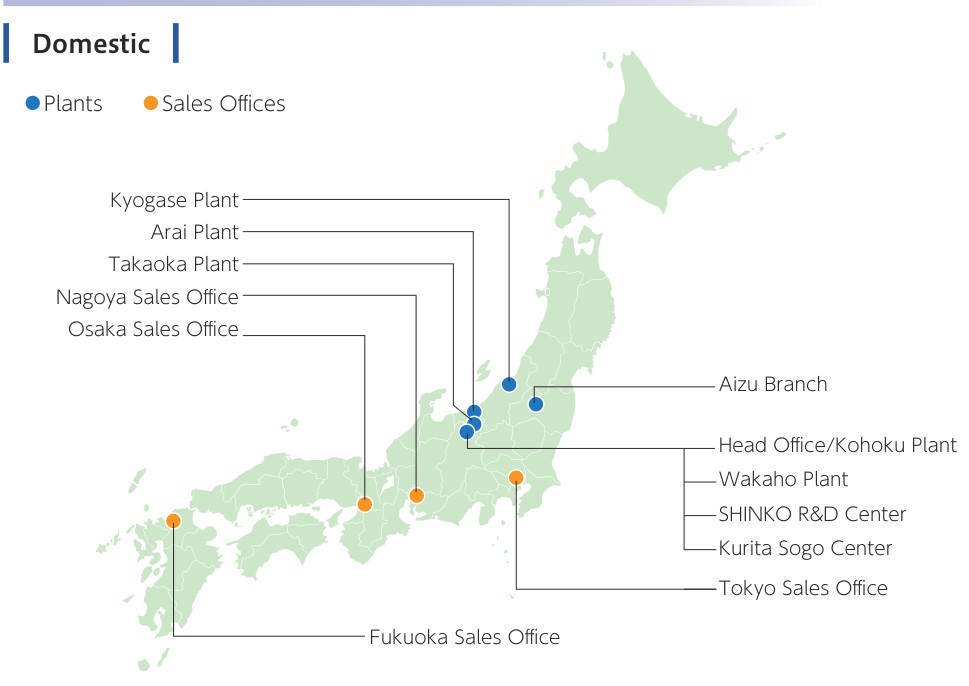 Domestic
Plants
Sales Offices
Kyogase Plant
Arai Plant
Takaoka Plant
Nagoya Sales Office
Osaka Sales Office
Aizu Branch
Head Office/Kohoku Plant
Wakaho Plant
SHINKO R&D Center
Kurita Sogo Center
Tokyo Sales Office
Fukuoka Sales Office